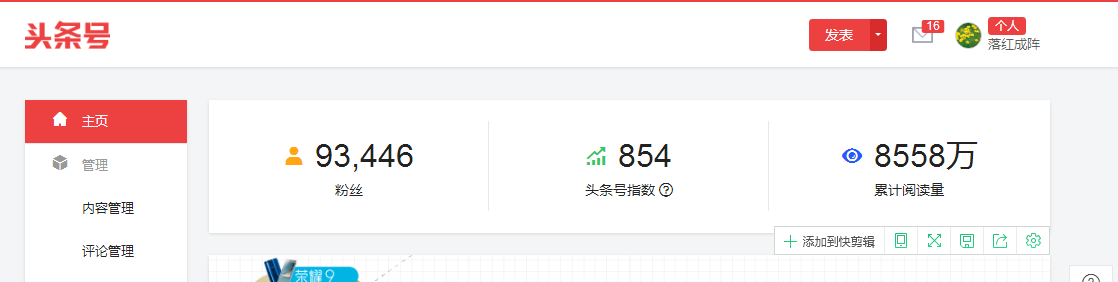 头条号
发表
16
个人
落红成阵
主页
管理
内容管理
评论管理
93,446
粉丝
854
头条号指数 ?
8558万
累计阅读量
添加到快剪辑
荣耀9